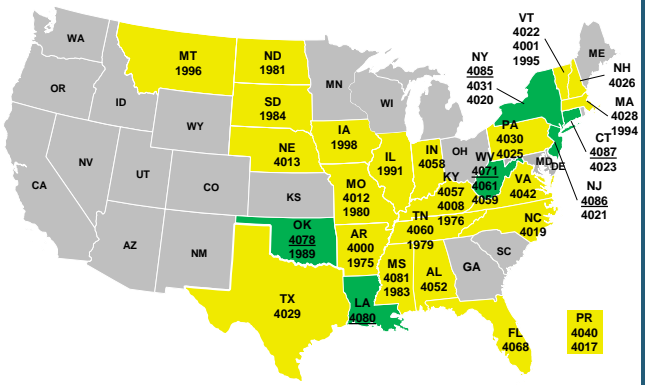 WA
OR
CA
NV
ID
MT
1996
WY
UT
AZ
CO
NM
ND
1981
SD
1984
NE
4013
KS
OK
4078
1989
TX
4029
MN
IA
1998
MO
4012
1980
AR
4000
1975
LA
4080
WI
IL
1991
MS
4081
1983
IN
4058
KY
4057
4008
1976
TN
4060
1979
AL
4052
OH
WV
4071
4061
4059
GA
FL
4068
SC
NC
4019
VA
4042
PA
4030
4025
MD
DE
NY
4085
4031
4020
VT
4022
4001
1995
ME
NH
4026
MA
4028
1994
CT
4087
4023
NJ
4086
4021
PR
4040
4017